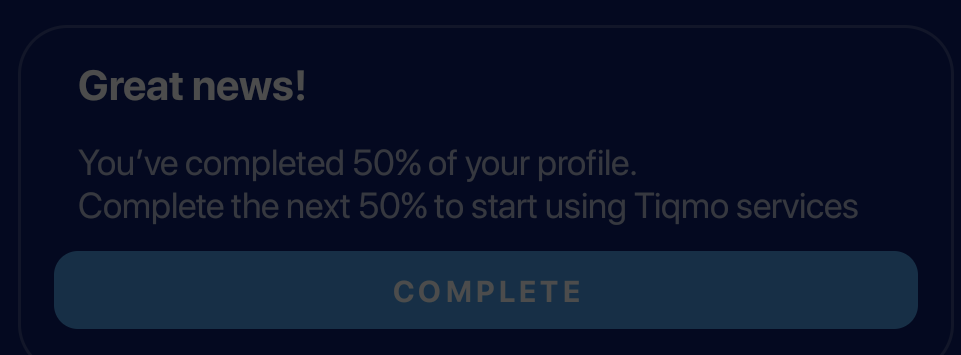 Great news!
You’ve completed 50% of your profile.
Complete the next 50% to start using Tiqmo services
COMPLETE